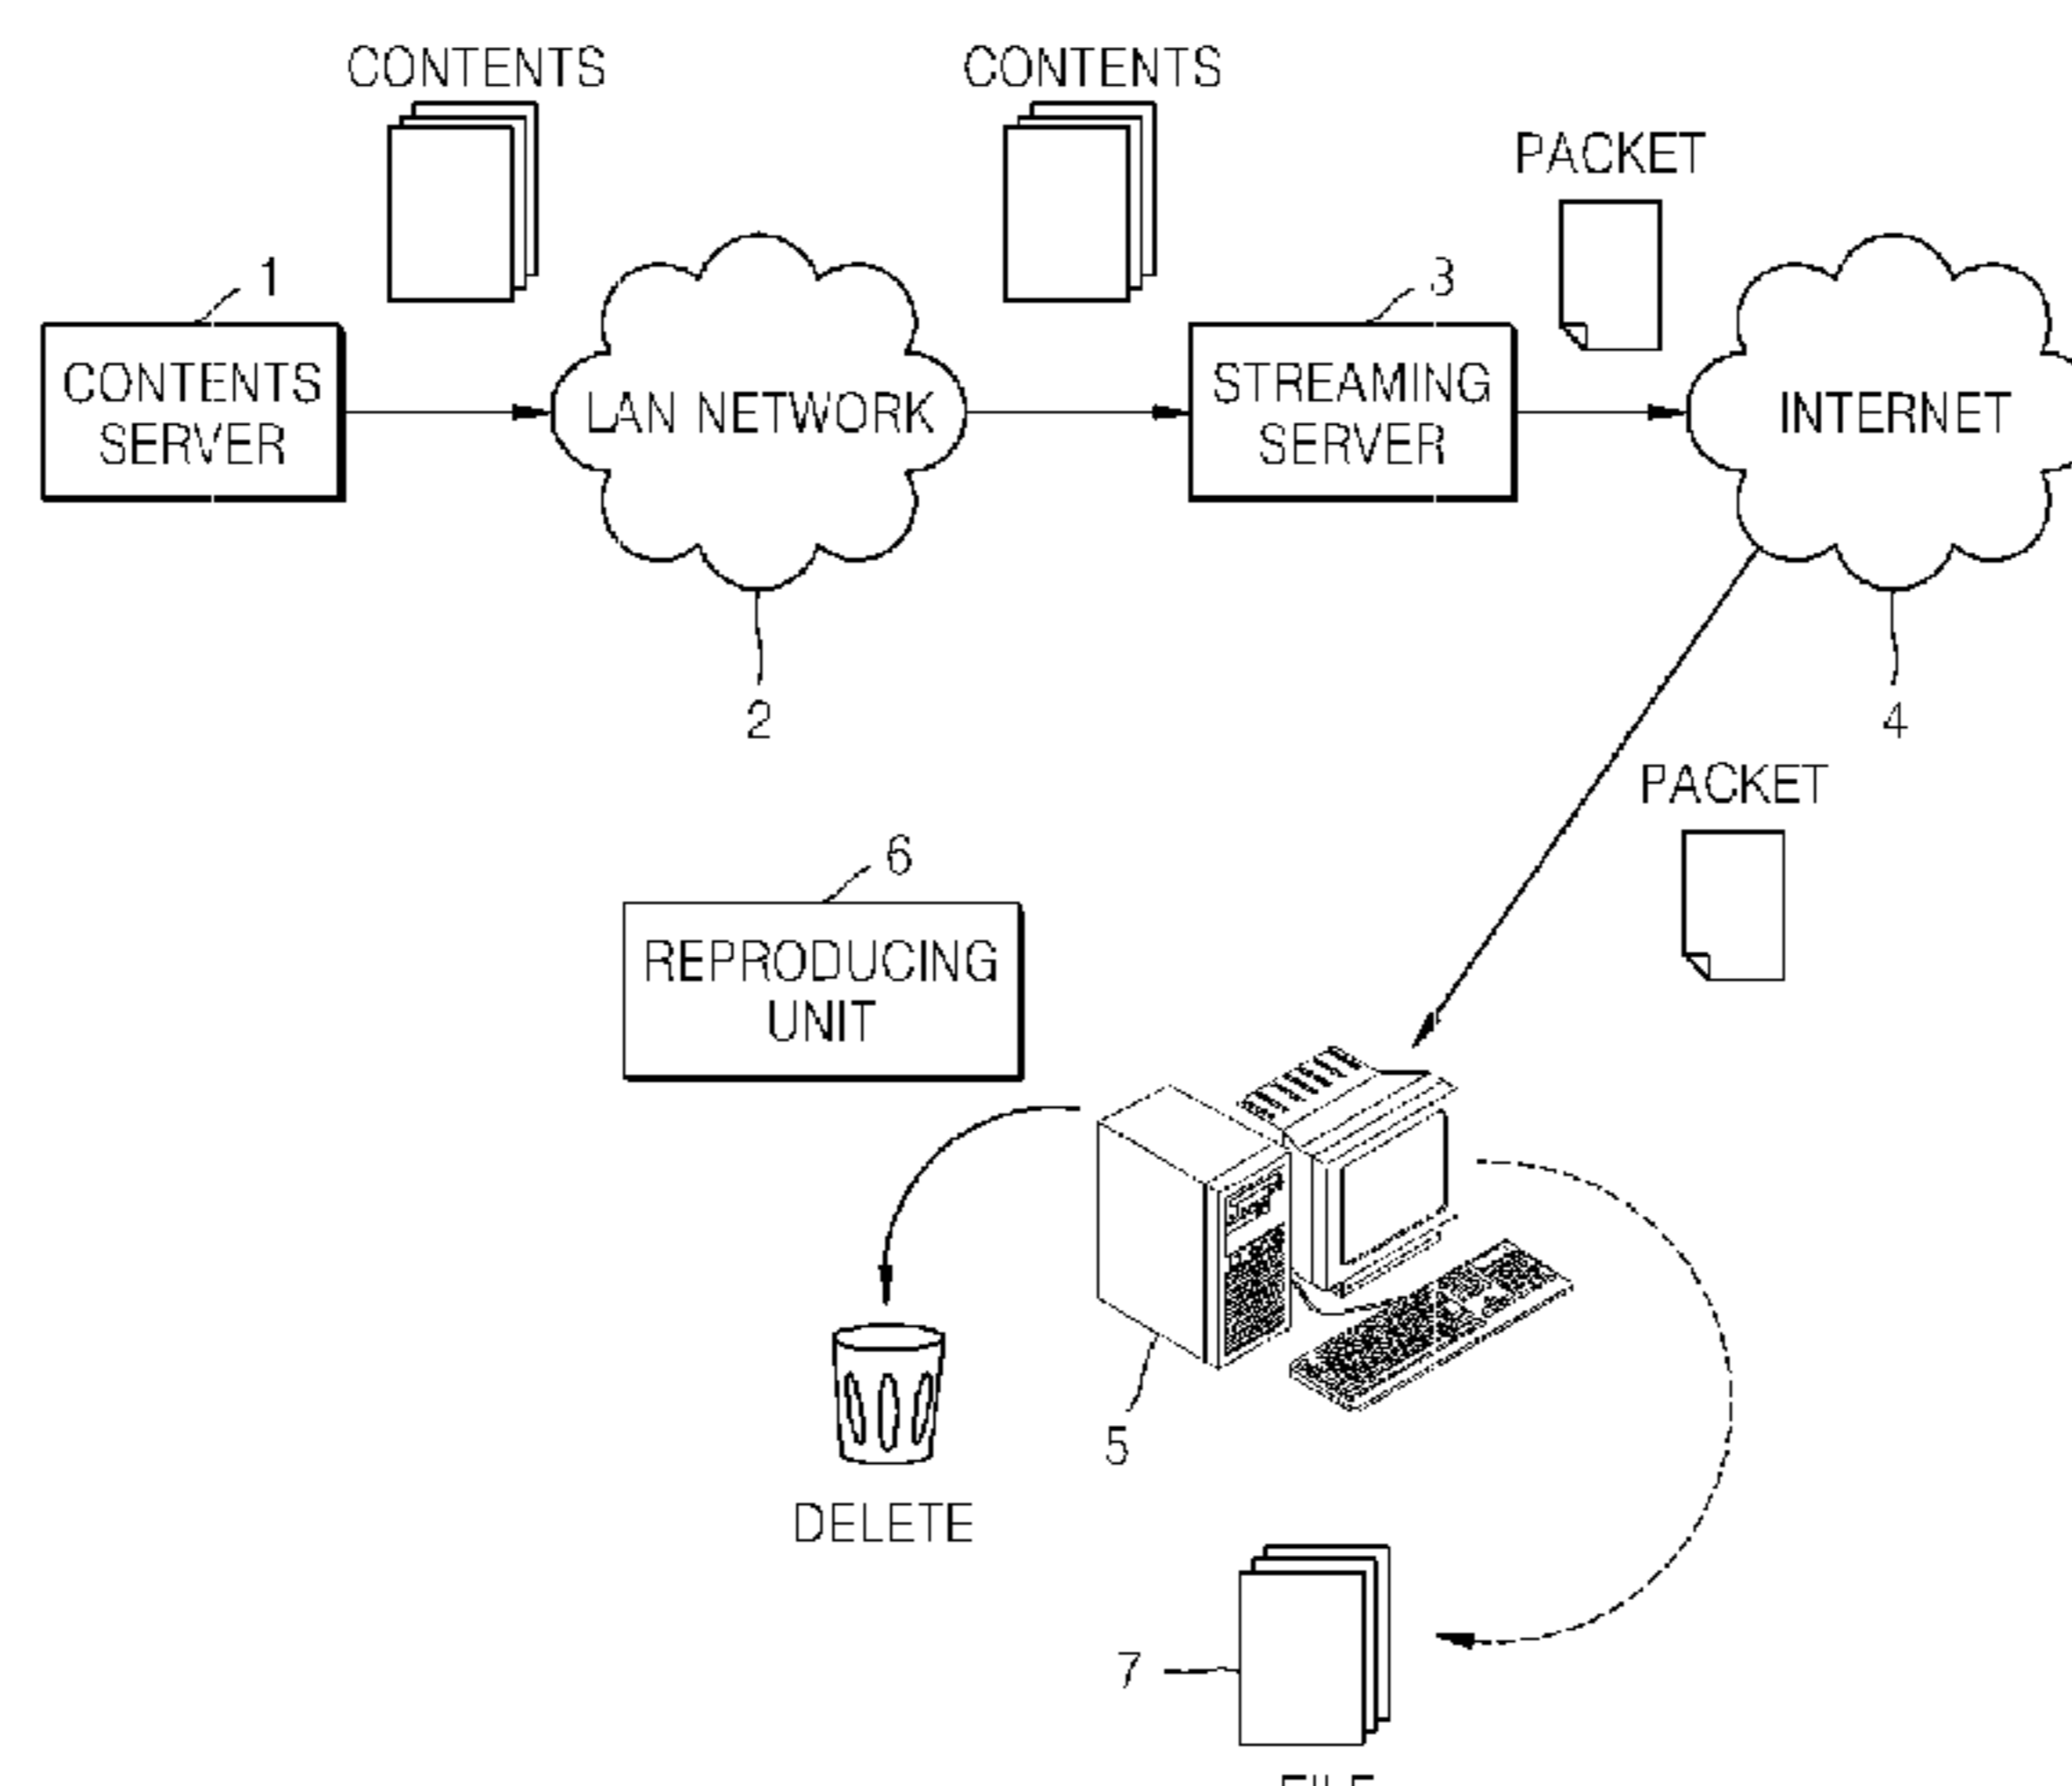 CONTENTS
CONTENTS
PACKET
1
3
CONTENTS
SERVER
LAN NETWORK
STREAMING
SERVER
INTERNET
2
4
PACKET
6
REPRODUCING
UNIT
5
DELETE
7
FILE